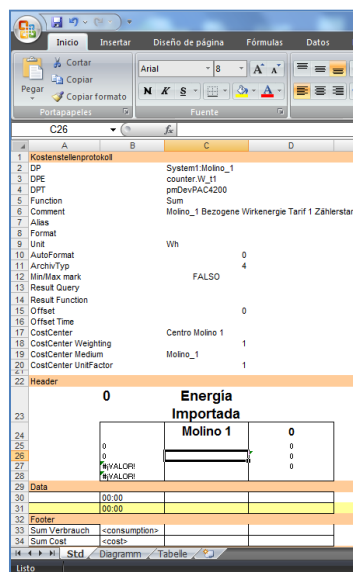 Inicio Insertar Diseño de página Fórmulas Datos
Cortar
Copiar
Copiar formato
Pegar
Portapapeles
Arial 8
N K S
Fuente
C26 fx
A B C D
1 Kostenstellenprotokoll
2 DP System1:Molino_1
3 DPE counter.W_t1
4 DPT pmDevPAC4200
5 Function Sum
6 Comment Molino_1 Bezogene Wirkenergie Tarif 1 Zählerstan
7 Alias
8 Format
9 Unit Wh
10 AutoFormat 0
11 ArchivTyp 4
12 Min/Max mark FALSO
13 Result Query
14 Result Function
15 Offset 0
16 Offset Time
17 CostCenter Centro Molino 1
18 CostCenter Weighting 1
19 CostCenter Medium Molino_1
20 CostCenter UnitFactor 1
21
22 Header
23 0 Energía
Importada
24 Molino 1 0
25 0 0
26 0 0
27 #¡VALOR! 0
28 #¡VALOR!
29 Data
30 00:00
31 00:00
32 Footer
33 Sum Verbrauch <consumption>
34 Sum Cost <cost>
Std Diagramm Tabelle
Listo